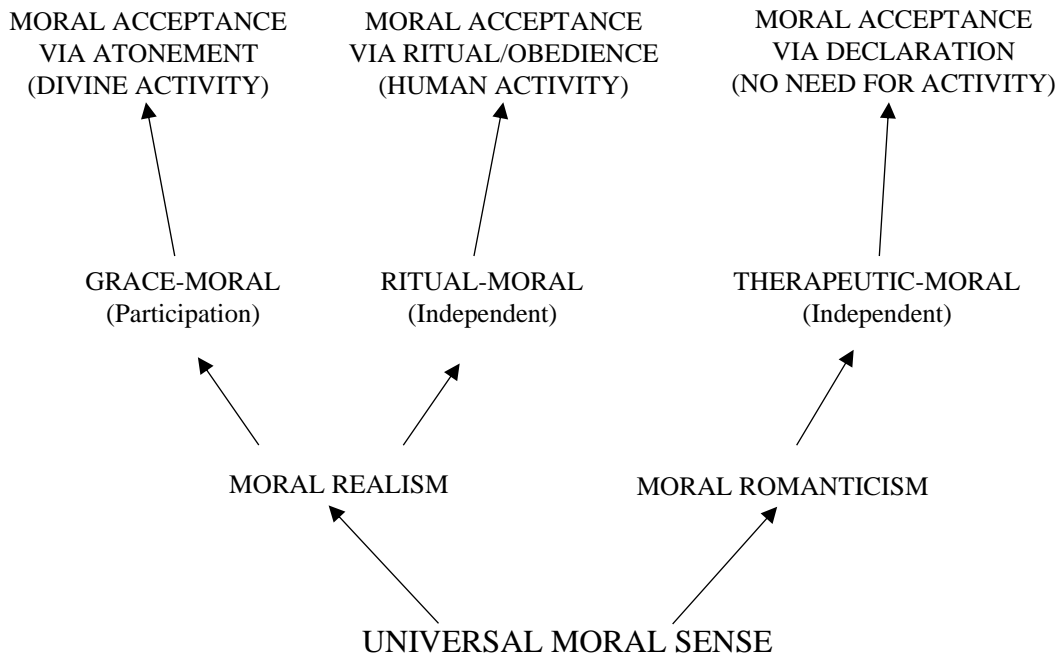 MORAL ACCEPTANCE
VIA ATONEMENT
(DIVINE ACTIVITY)
MORAL ACCEPTANCE
VIA RITUAL/OBEDIENCE
(HUMAN ACTIVITY)
MORAL ACCEPTANCE
VIA DECLARATION
(NO NEED FOR ACTIVITY)
GRACE-MORAL
(Participation)
RITUAL-MORAL
(Independent)
THERAPEUTIC-MORAL
(Independent)
MORAL REALISM
MORAL ROMANTICISM
UNIVERSAL MORAL SENSE